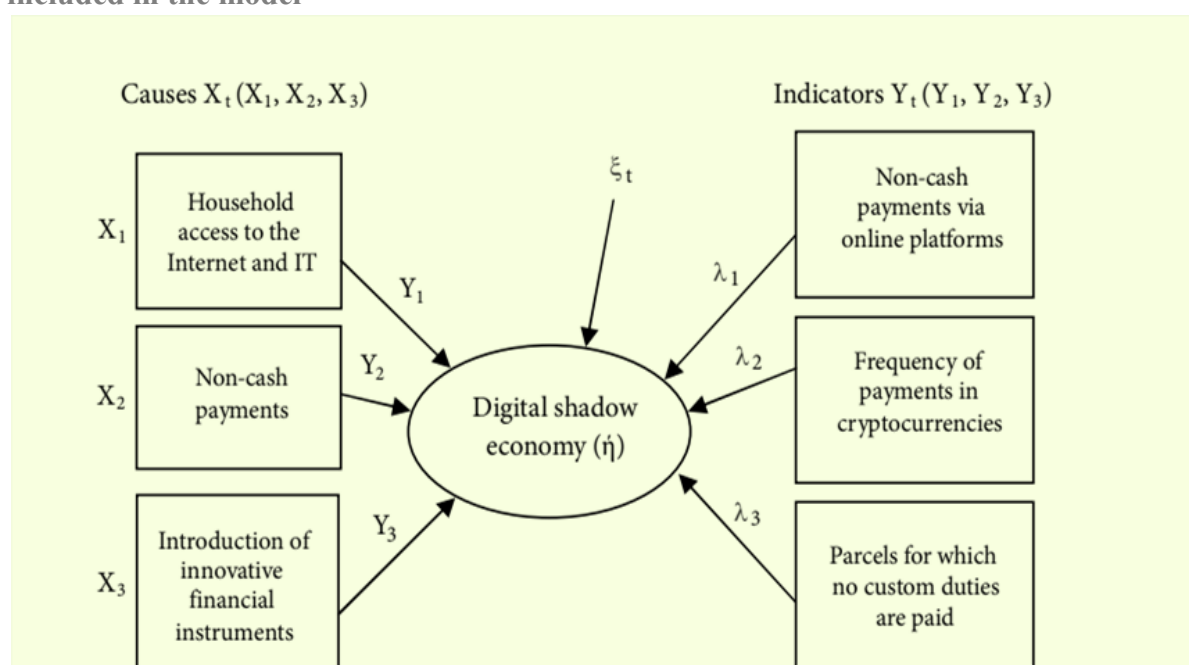 included in the model
Causes Xₜ (X₁, X₂, X₃)
Indicators Yₜ (Y₁, Y₂, Y₃)
X₁
Household
access to the
Internet and IT
Y₁
X₂
Non-cash
payments
Y₂
X₃
Introduction of
innovative
financial
instruments
Y₃
ξₜ
Digital shadow
economy (ή)
λ₁
Non-cash
payments via
online platforms
λ₂
Frequency of
payments in
cryptocurrencies
λ₃
Parcels for which
no custom duties
are paid